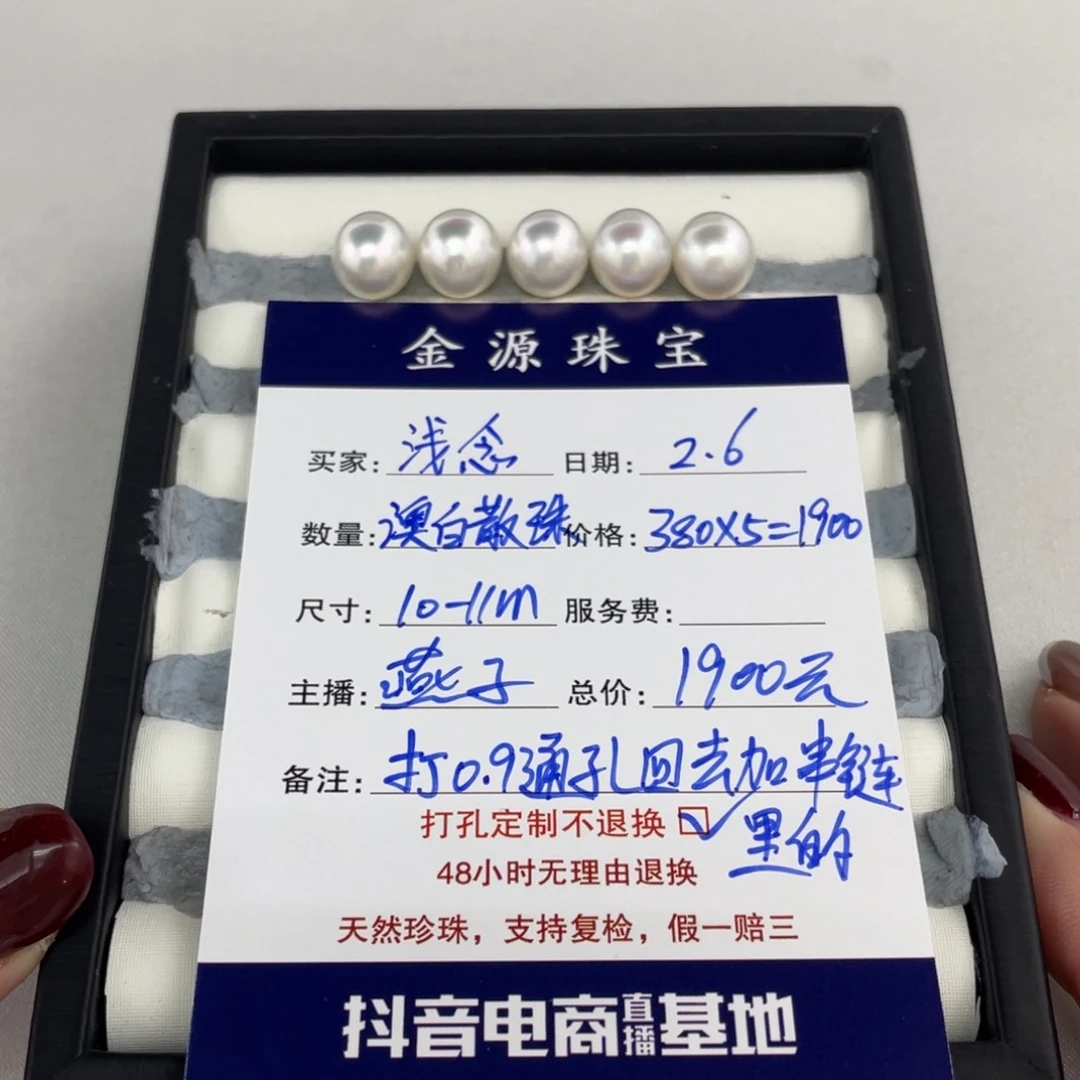 金源珠宝
买家：浅念 日期：2.6
数量：澳白散珠 价格：380X5=1900
尺寸：10-11m 服务费：
主播：燕子 总价：1900元
备注：打0.9通孔回去加半链
打孔定制不退换 黑的
48小时无理由退换
天然珍珠，支持复检，假一赔三
抖音电商直播基地